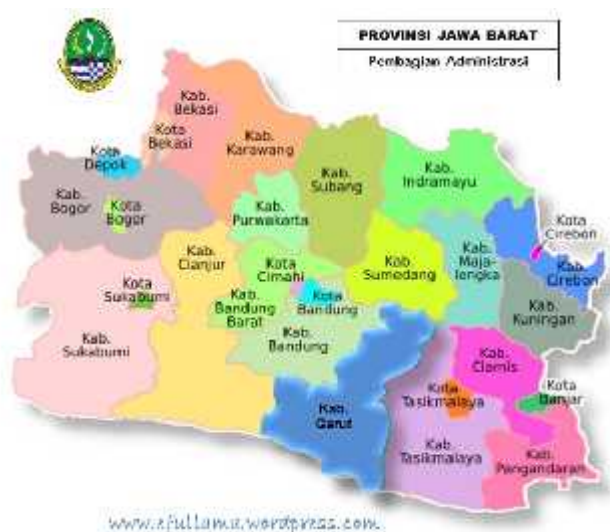 PROVINSI JAWA BARAT
Pembagian Administrasi
Kab.
Bekasi
Kota
Bekasi
Kota
Depok
Kab.
Karawang
Kab.
Subang
Kab.
Indramayu
Kab.
Bogor
Kota
Bogor
Kab.
Purwakarta
Kota
Cirebon
Kab.
Cianjur
Kota
Cimahi
Kab.
Sumedang
Kab.
Maja-
lengka
Kab.
Cirebon
Kota
Sukabumi
Kab.
Bandung
Barat
Kota
Bandung
Kab.
Kuningan
Kab.
Sukabumi
Kab.
Bandung
Kab.
Ciamis
Kota
Tasikmalaya
Kota
Banjar
Kab.
Garut
Kab.
Tasikmalaya
Kab.
Pangandaran
www.efullama.wordpress.com